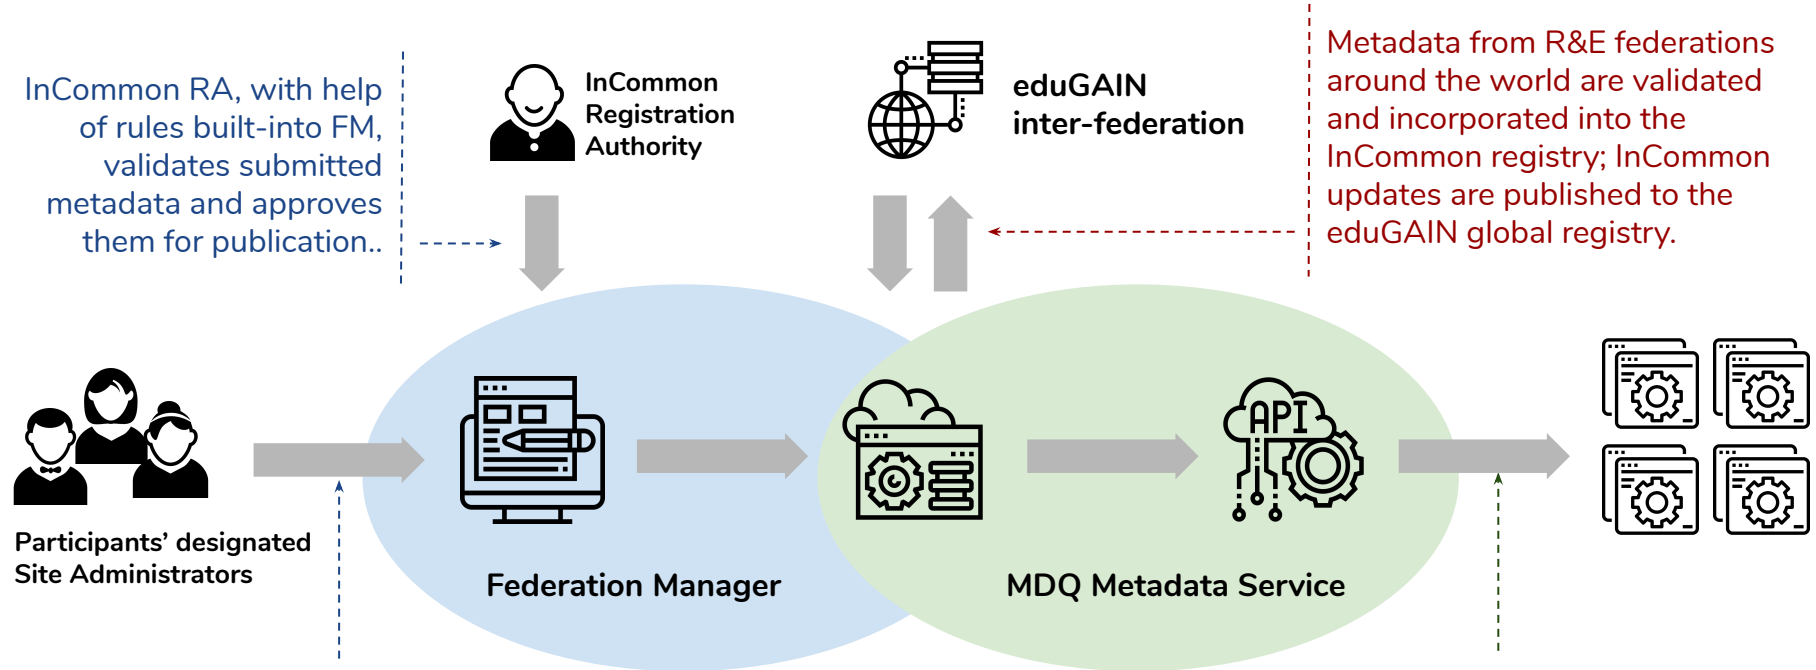 InCommon RA, with help
of rules built-into FM,
validates submitted
metadata and approves
them for publication..
InCommon
Registration
Authority
eduGAIN
inter-federation
Metadata from R&E federations
around the world are validated
and incorporated into the
InCommon registry; InCommon
updates are published to the
eduGAIN global registry.
Participants’ designated
Site Administrators
Federation Manager
API
MDQ Metadata Service